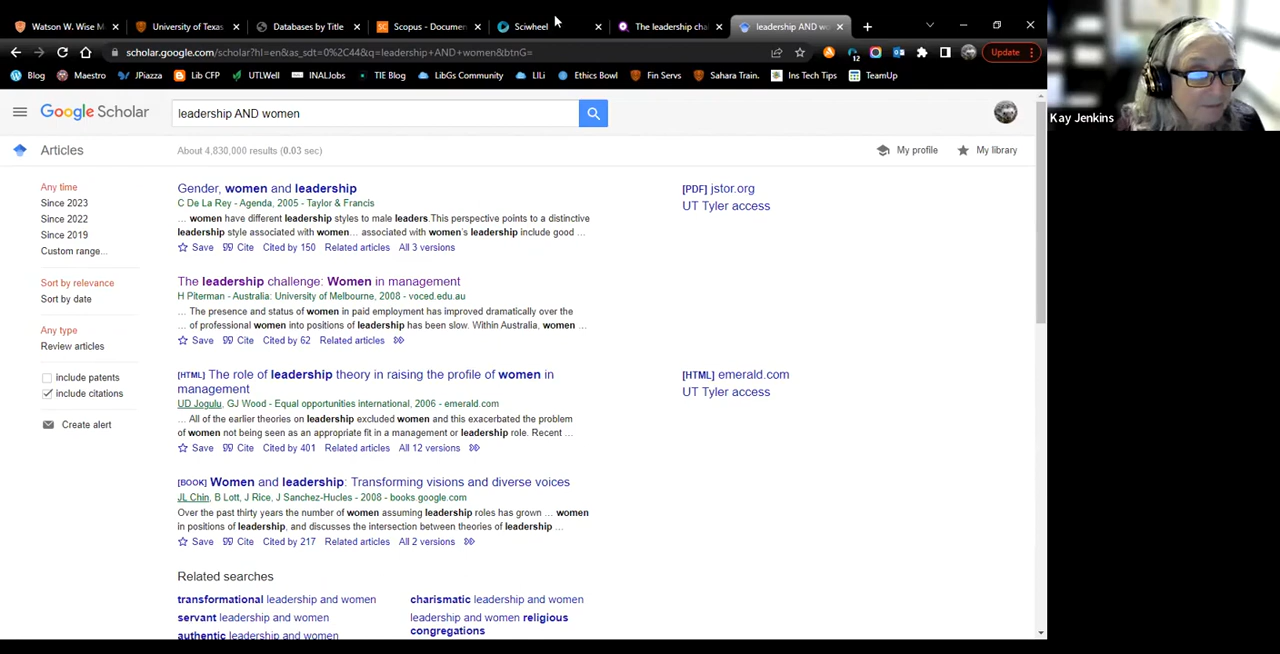 Watson W. Wise M
University of Texas
Databases by Title
Scopus - Documen
Sciwheel
The leadership cha
leadership AND wo
scholar.google.com/scholar?hl=en&as_sdt=0%2C44&q=leadership+AND+women&btnG=
12
Update
Blog
Maestro
JPiazza
Lib CFP
UTLWell
INALJobs
TIE Blog
LibGs Community
LILi
Ethics Bowl
Fin Servs
Sahara Train.
Ins Tech Tips
TeamUp
Kay Jenkins
Google Scholar
leadership AND women
Articles
About 4,830,000 results (0.03 sec)
My profile
My library
Any time
Since 2023
Since 2022
Since 2019
Custom range...
Sort by relevance
Sort by date
Any type
Review articles
include patents
include citations
Create alert
Gender, women and leadership
C De La Rey - Agenda, 2005 - Taylor & Francis
... women have different leadership styles to male leaders.This perspective points to a distinctive
leadership style associated with women... associated with women's leadership include good ...
Save Cite Cited by 150 Related articles All 3 versions
[PDF] jstor.org
UT Tyler access
The leadership challenge: Women in management
H Piterman - Australia: University of Melbourne, 2008 - voced.edu.au
... The presence and status of women in paid employment has improved dramatically over the
... of professional women into positions of leadership has been slow. Within Australia, women ...
Save Cite Cited by 62 Related articles
[HTML] The role of leadership theory in raising the profile of women in
management
UD Jogulu, GJ Wood - Equal opportunities international, 2006 - emerald.com
... All of the earlier theories on leadership excluded women and this exacerbated the problem
of women not being seen as an appropriate fit in a management or leadership role. Recent ...
Save Cite Cited by 401 Related articles All 12 versions
[HTML] emerald.com
UT Tyler access
[BOOK] Women and leadership: Transforming visions and diverse voices
JL Chin, B Lott, J Rice, J Sanchez-Hucles - 2008 - books.google.com
Over the past thirty years the number of women assuming leadership roles has grown ... women
in positions of leadership, and discusses the intersection between theories of leadership ...
Save Cite Cited by 217 Related articles All 2 versions
Related searches
transformational leadership and women
servant leadership and women
authentic leadership and women
charismatic leadership and women
leadership and women religious
congregations